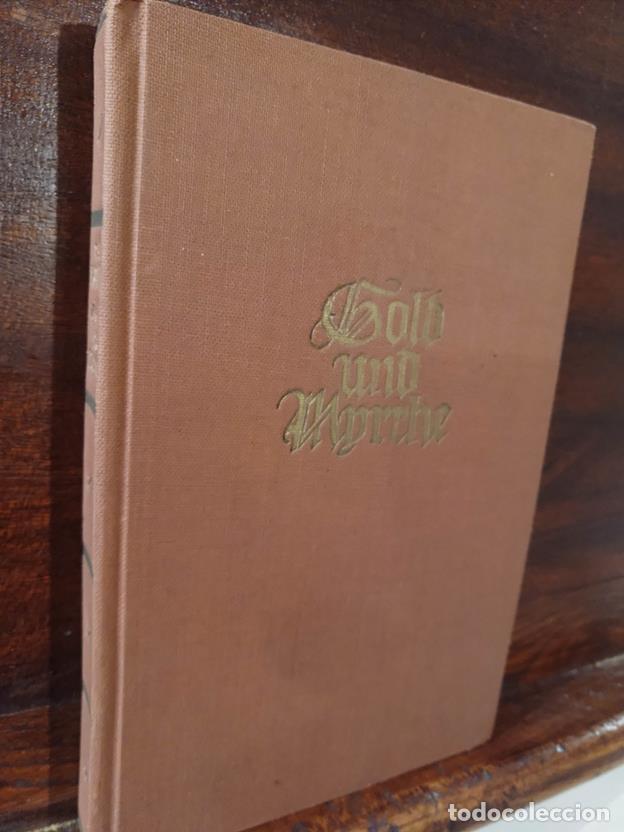 Gold
und
Myrrhe
todocoleccion